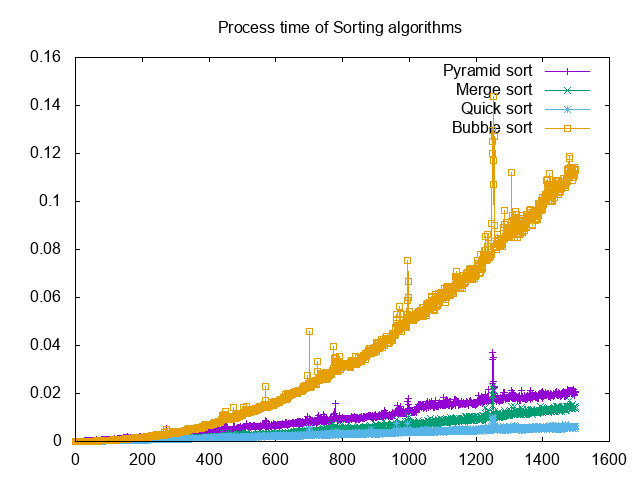 Process time of Sorting algorithms
0.16
0.14
0.12
0.1
0.08
0.06
0.04
0.02
0
Pyramid sort
Merge sort
Quick sort
Bubble sort
0 200 400 600 800 1000 1200 1400 1600